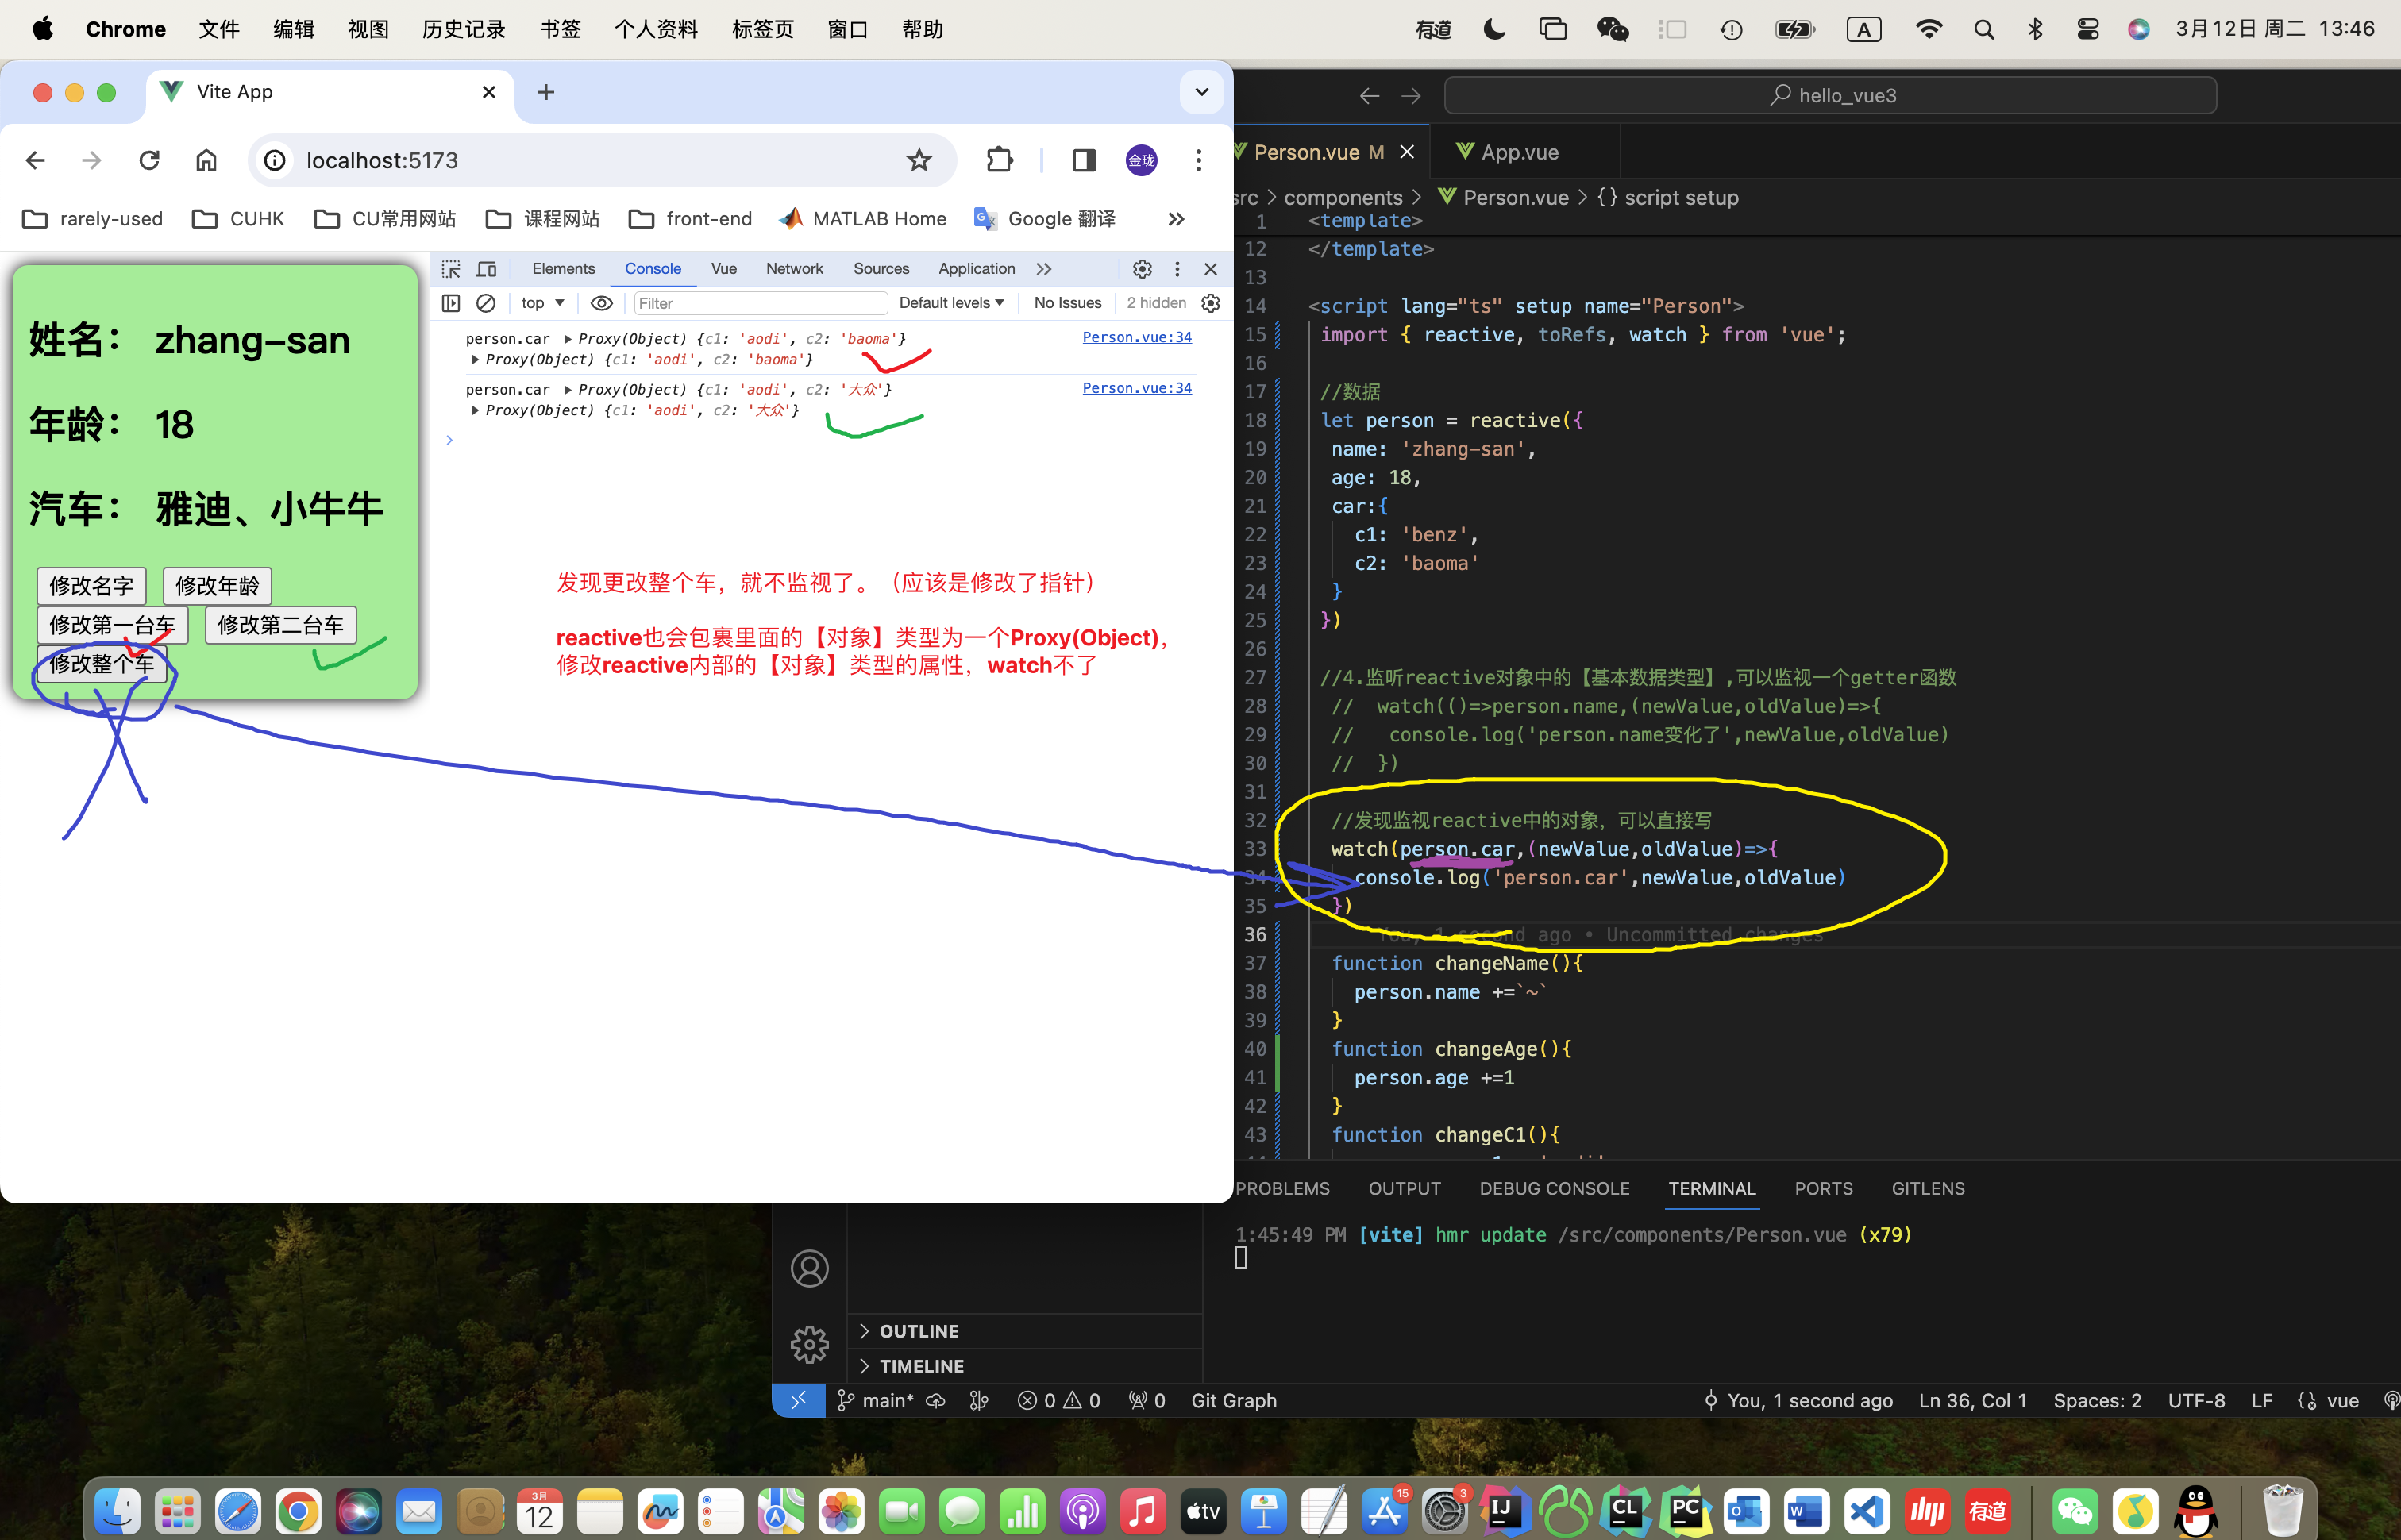 Chrome 文件 编辑 视图 历史记录 书签 个人资料 标签页 窗口 帮助
有道 A 3月12日 周二 13:46
Vite App
localhost:5173
金珑
rarely-used CUHK CU常用网站 课程网站 front-end MATLAB Home Google 翻译
姓名： zhang-san
年龄： 18
汽车： 雅迪、小牛牛
修改名字 修改年龄
修改第一台车 修改第二台车
修改整个车
Elements Console Vue Network Sources Application
top Filter Default levels No Issues 2 hidden
person.car ▶ Proxy(Object) {c1: 'aodi', c2: 'baoma'} Person.vue:34
▶ Proxy(Object) {c1: 'aodi', c2: 'baoma'}
person.car ▶ Proxy(Object) {c1: 'aodi', c2: '大众'} Person.vue:34
▶ Proxy(Object) {c1: 'aodi', c2: '大众'}
发现更改整个车，就不监视了。（应该是修改了指针）
reactive也会包裹里面的【对象】类型为一个Proxy(Object)，
修改reactive内部的【对象】类型的属性，watch不了
hello_vue3
Person.vue M App.vue
src > components > Person.vue > {} script setup
1 <template>
12 </template>
13
14 <script lang="ts" setup name="Person">
15 import { reactive, toRefs, watch } from 'vue';
16
17 //数据
18 let person = reactive({
19 name: 'zhang-san',
20 age: 18,
21 car:{
22 c1: 'benz',
23 c2: 'baoma'
24 }
25 })
26
27 //4.监听reactive对象中的【基本数据类型】,可以监视一个getter函数
28 // watch(()=>person.name,(newValue,oldValue)=>{
29 // console.log('person.name变化了',newValue,oldValue)
30 // })
31
32 //发现监视reactive中的对象，可以直接写
33 watch(person.car,(newValue,oldValue)=>{
34 console.log('person.car',newValue,oldValue)
35 })
36 You, 1 second ago • Uncommitted changes
37 function changeName(){
38 person.name +=`~`
39 }
40 function changeAge(){
41 person.age +=1
42 }
43 function changeC1(){
PROBLEMS OUTPUT DEBUG CONSOLE TERMINAL PORTS GITLENS
1:45:49 PM [vite] hmr update /src/components/Person.vue (x79)
OUTLINE
TIMELINE
main* 0 0 0 Git Graph You, 1 second ago Ln 36, Col 1 Spaces: 2 UTF-8 LF vue
3月
12
tv
15
3
IJ
CL
PC
有道